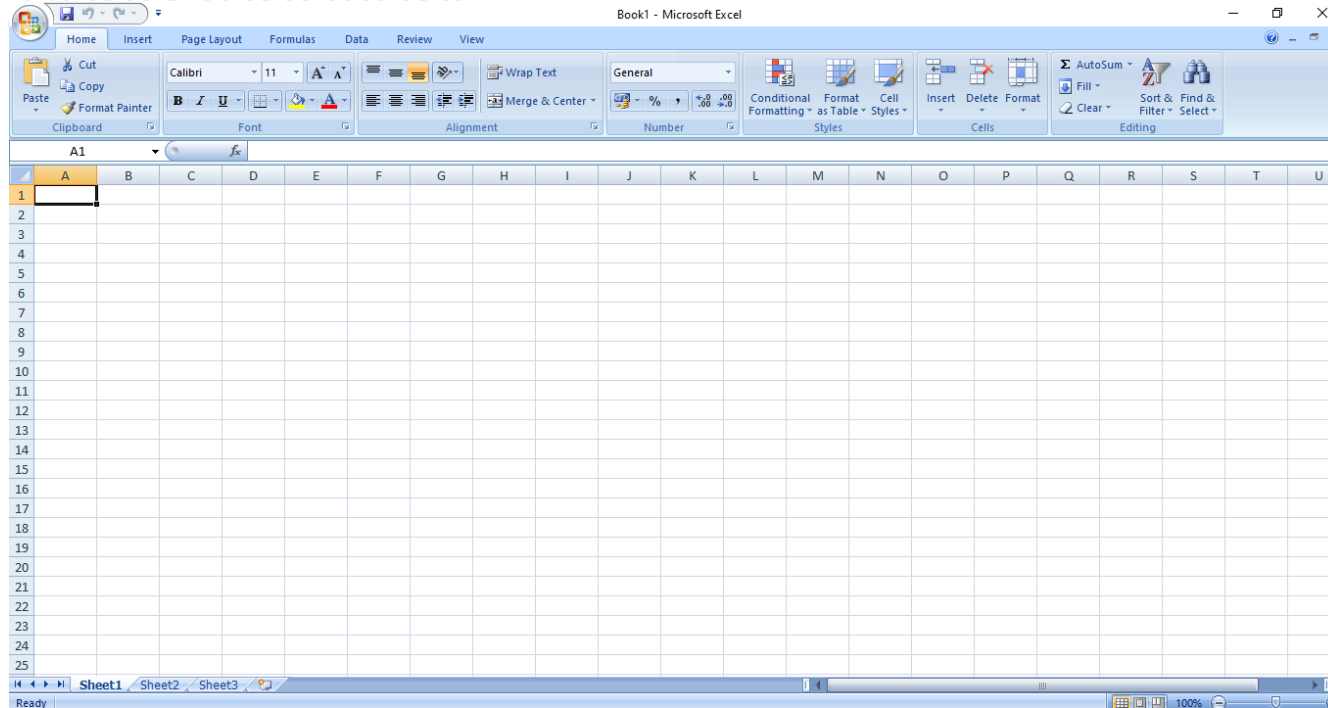 Book1 - Microsoft Excel
Home Insert Page Layout Formulas Data Review View
Paste
Cut
Copy
Format Painter
Clipboard
Calibri 11 A A
B I U A
Font
Wrap Text
Merge & Center
Alignment
General
% , .0 .00 .00 .0
Number
Conditional Formatting
Format as Table
Cell Styles
Styles
Insert Delete Format
Cells
Σ AutoSum
Fill
Clear
Sort & Filter
Find & Select
Editing
A1 fx
A B C D E F G H I J K L M N O P Q R S T U
1
2
3
4
5
6
7
8
9
10
11
12
13
14
15
16
17
18
19
20
21
22
23
24
25
Sheet1 Sheet2 Sheet3
Ready 100%